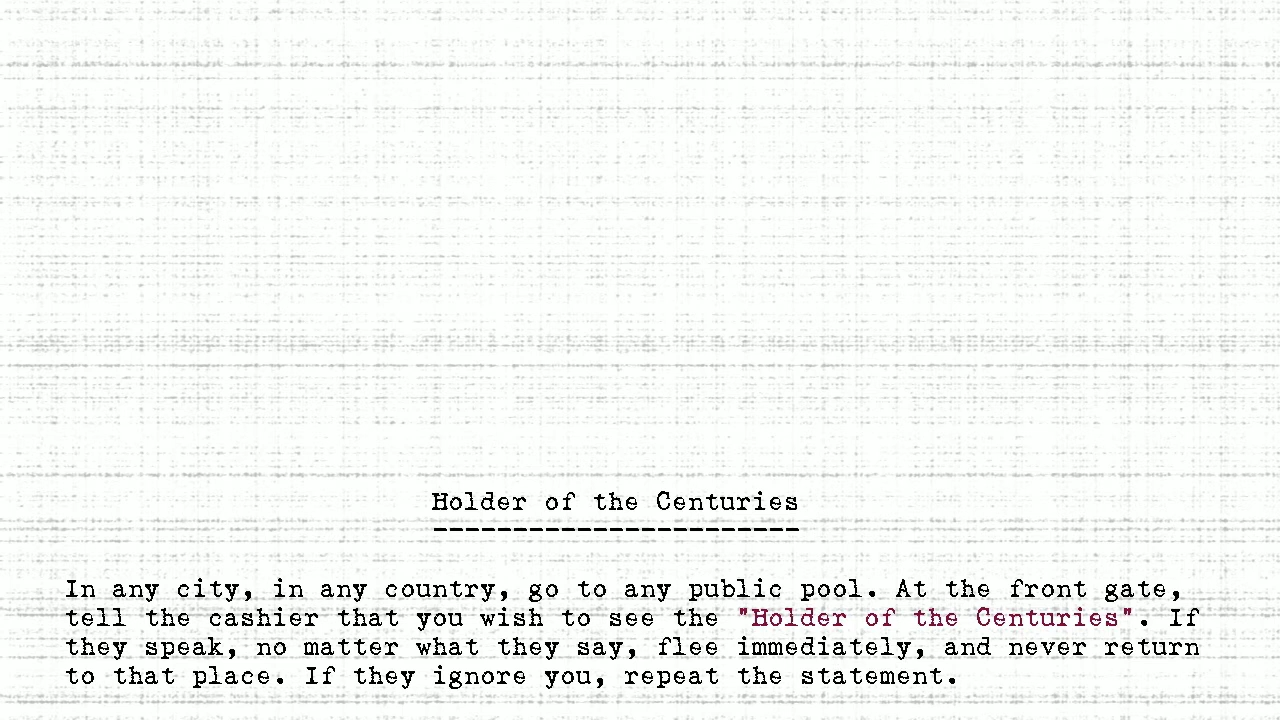 Holder of the Centuries
-----------------------
In any city, in any country, go to any public pool. At the front gate,
tell the cashier that you wish to see the "Holder of the Centuries". If
they speak, no matter what they say, flee immediately, and never return
to that place. If they ignore you, repeat the statement.